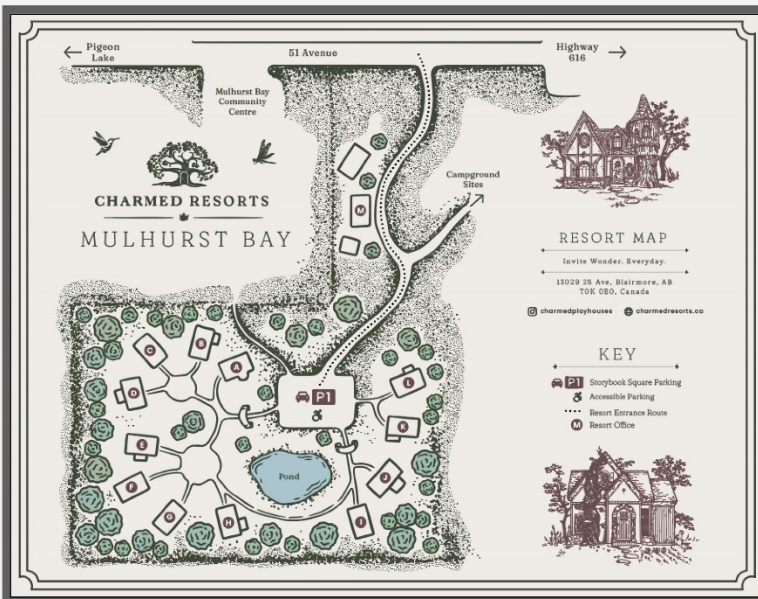 Pigeon
Lake
51 Avenue
Highway
616
Mulhurst Bay
Community
Centre
Campground
Sites
CHARMED RESORTS
MULHURST BAY
M
RESORT MAP
Invite Wonder. Everyday.
13029 25 Ave, Blairmore, AB
T0K 0E0, Canada
charmedplayhouses charmedresorts.ca
KEY
P1 Storybook Square Parking
Accessible Parking
Resort Entrance Route
M Resort Office
A
B
C
D
E
F
G
H
I
J
K
L
P1
Pond